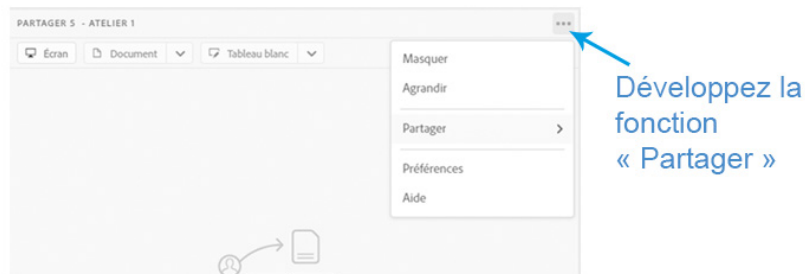 PARTAGER 5 - ATELIER 1
Écran Document Tableau blanc
Masquer
Agrandir
Partager
Préférences
Aide
Développez la
fonction
« Partager »